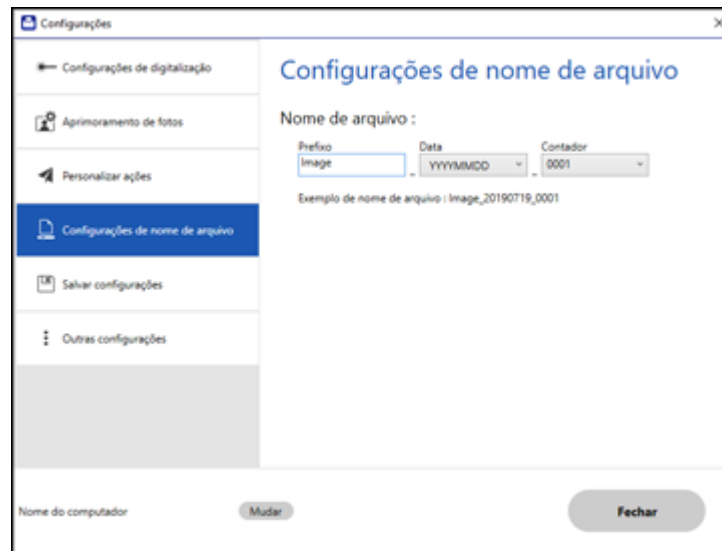 Configurações
Configurações de digitalização
Aprimoramento de fotos
Personalizar ações
Configurações de nome de arquivo
Salvar configurações
Outras configurações
Configurações de nome de arquivo
Nome de arquivo :
Prefixo Data Contador
Image _ YYYYMMDD _ 0001
Exemplo de nome de arquivo : Image_20190719_0001
Nome do computador Mudar Fechar